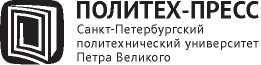 ПОЛИТЕХ-ПРЕСС
Санкт-Петербургский
политехнический университет
Петра Великого